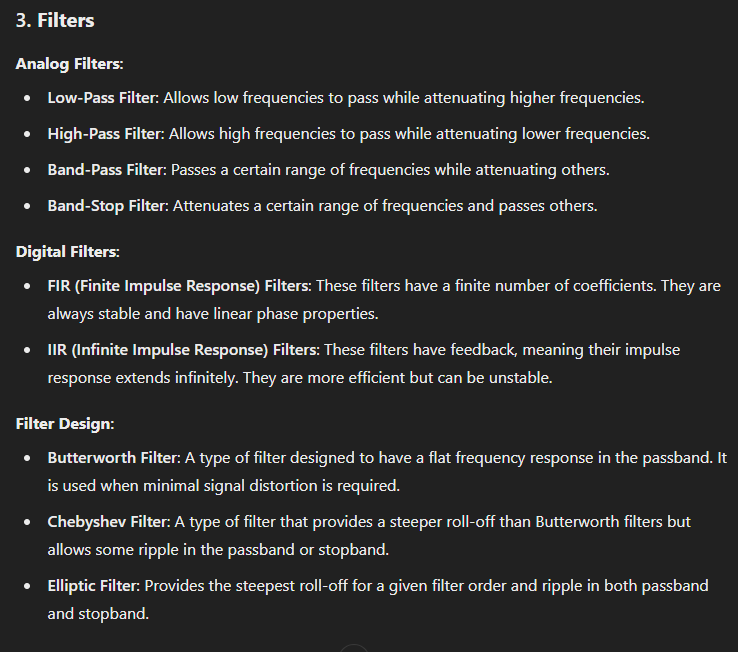 3. Filters
Analog Filters:
Low-Pass Filter: Allows low frequencies to pass while attenuating higher frequencies.
High-Pass Filter: Allows high frequencies to pass while attenuating lower frequencies.
Band-Pass Filter: Passes a certain range of frequencies while attenuating others.
Band-Stop Filter: Attenuates a certain range of frequencies and passes others.
Digital Filters:
FIR (Finite Impulse Response) Filters: These filters have a finite number of coefficients. They are
always stable and have linear phase properties.
IIR (Infinite Impulse Response) Filters: These filters have feedback, meaning their impulse
response extends infinitely. They are more efficient but can be unstable.
Filter Design:
Butterworth Filter: A type of filter designed to have a flat frequency response in the passband. It
is used when minimal signal distortion is required.
Chebyshev Filter: A type of filter that provides a steeper roll-off than Butterworth filters but
allows some ripple in the passband or stopband.
Elliptic Filter: Provides the steepest roll-off for a given filter order and ripple in both passband
and stopband.